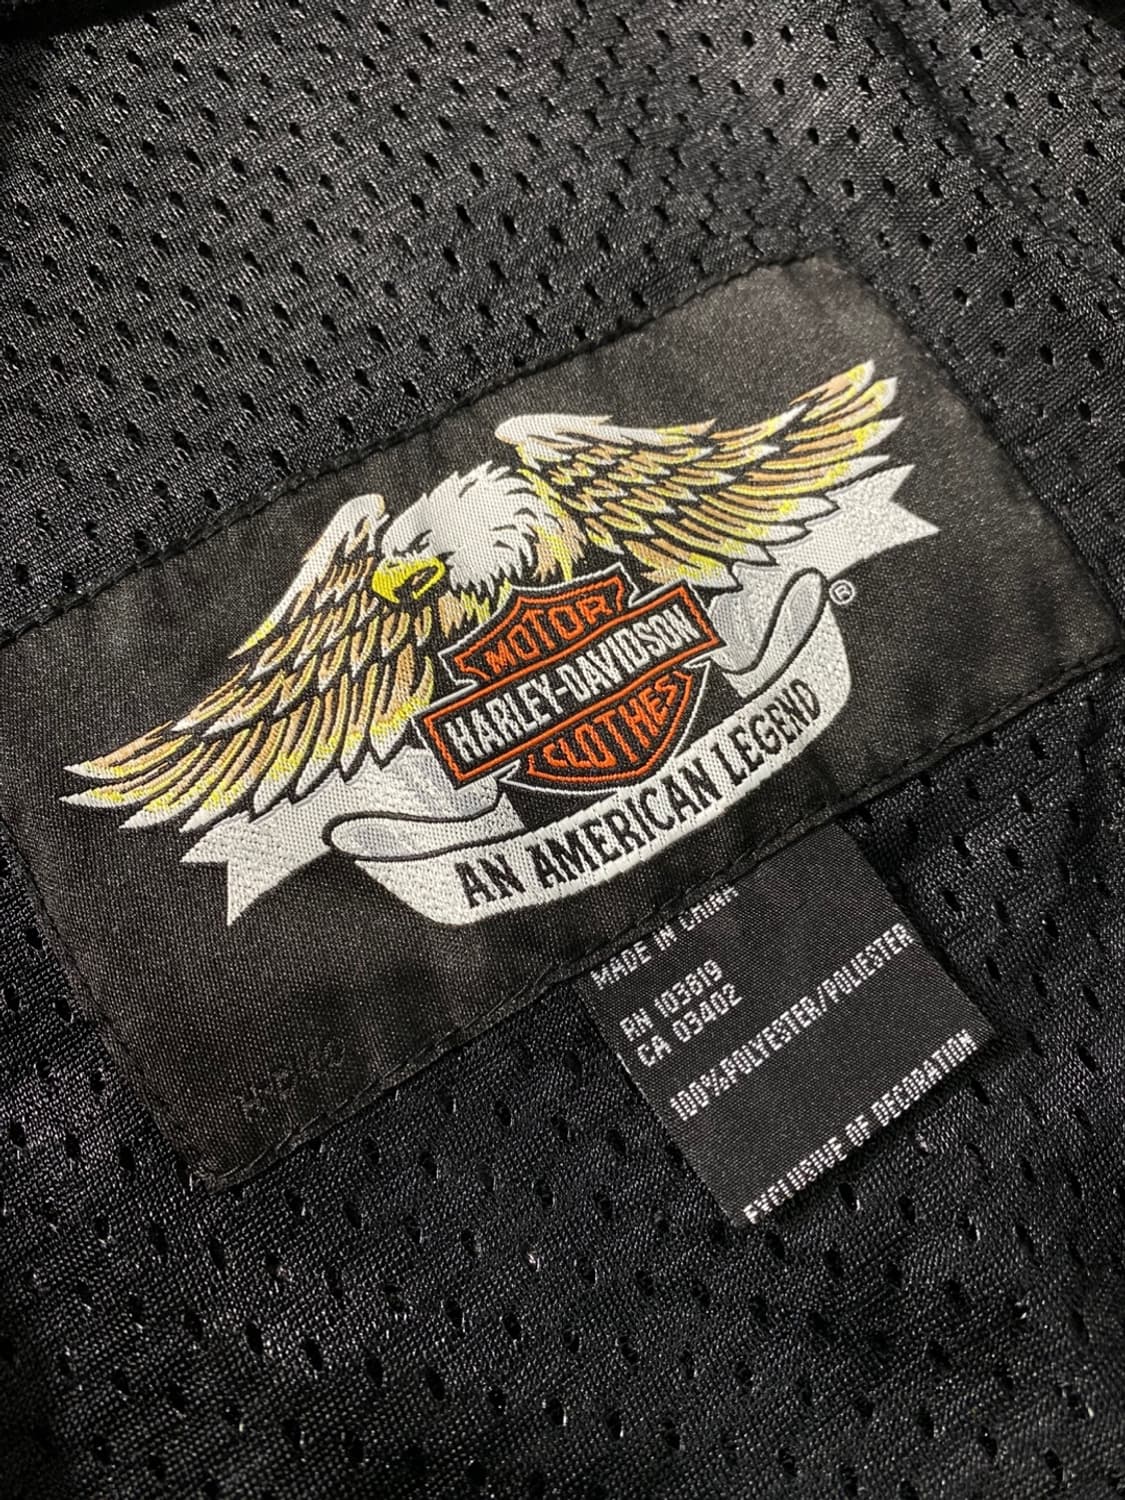 MOTOR
HARLEY-DAVIDSON
CLOTHES
®
AN AMERICAN LEGEND
MADE IN CHINA
RN 103819
CA 03402
100%POLYESTER/POLIESTER
EXCLUSIVE OF DECORATION